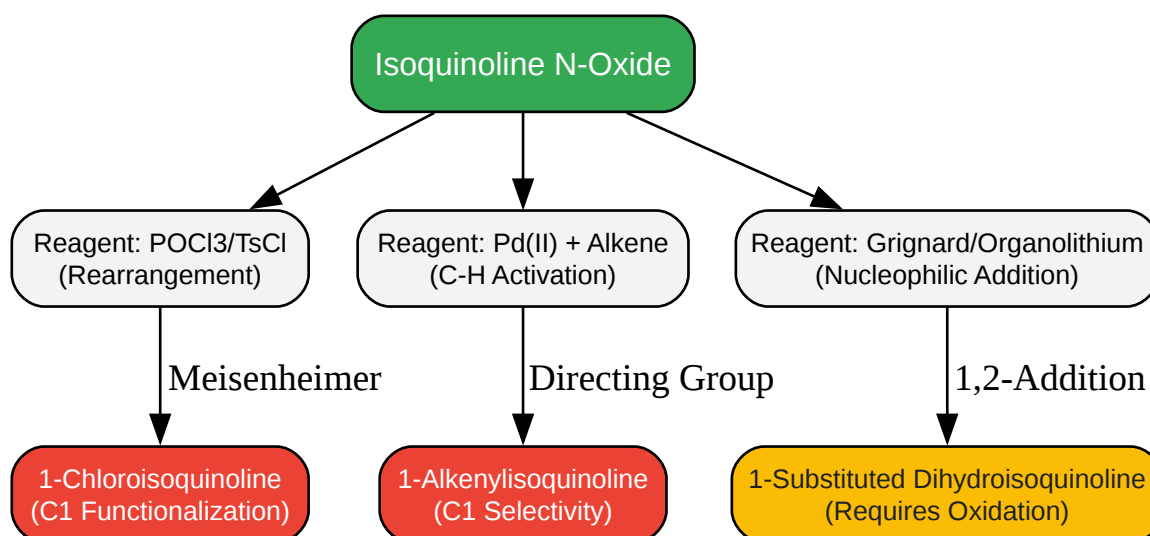 Isoquinoline N-Oxide
Reagent: POCl3/TsCl
(Rearrangement)
Reagent: Pd(II) + Alkene
(C-H Activation)
Reagent: Grignard/Organolithium
(Nucleophilic Addition)
Meisenheimer
Directing Group
1,2-Addition
1-Chloroisoquinoline
(C1 Functionalization)
1-Alkenylisoquinoline
(C1 Selectivity)
1-Substituted Dihydroisoquinoline
(Requires Oxidation)